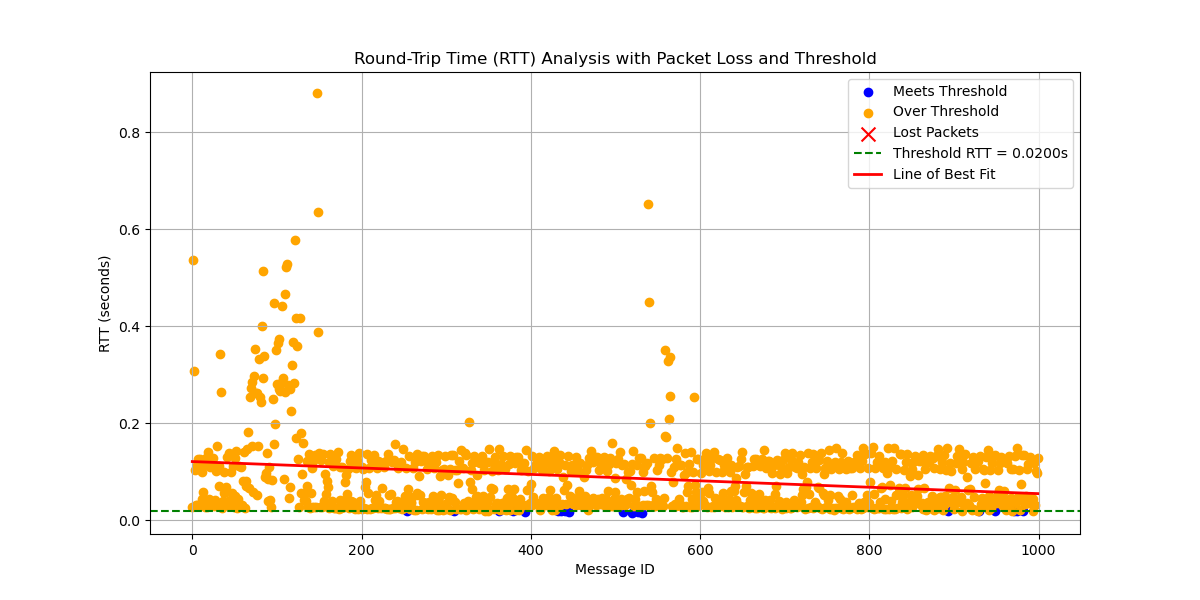 Round-Trip Time (RTT) Analysis with Packet Loss and Threshold
Meets Threshold
Over Threshold
Lost Packets
Threshold RTT = 0.0200s
Line of Best Fit
RTT (seconds)
0.8
0.6
0.4
0.2
0.0
0 200 400 600 800 1000
Message ID